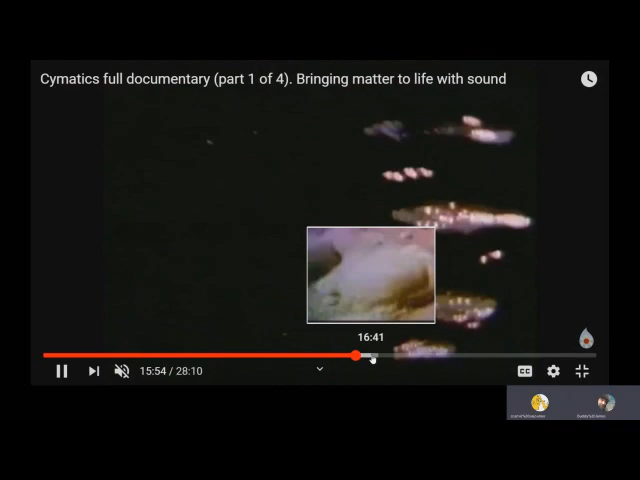 Cymatics full documentary (part 1 of 4). Bringing matter to life with sound
16:41
15:54 / 28:10
CC